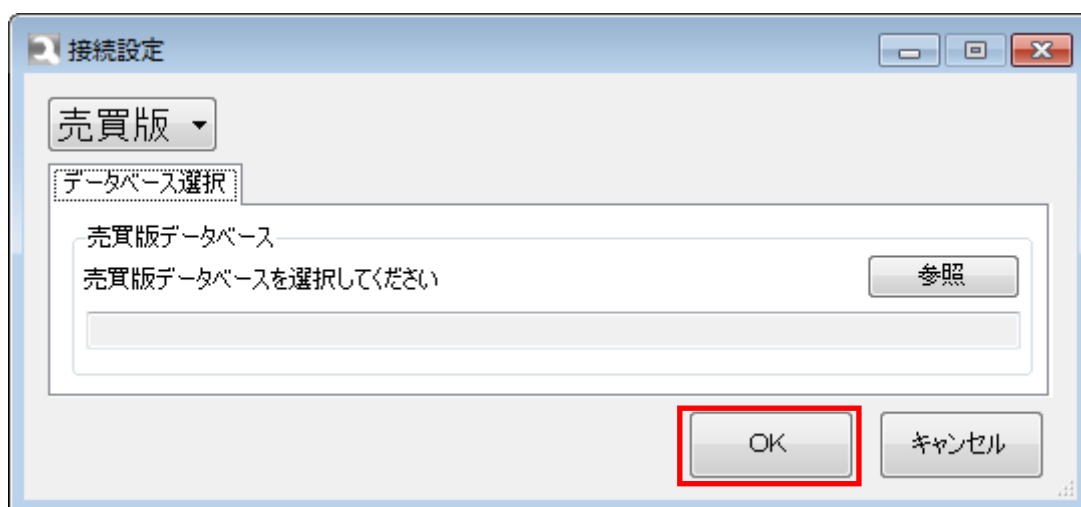 接続設定
売買版
データベース選択
売買版データベース
売買版データベースを選択してください
参照
OK
キャンセル